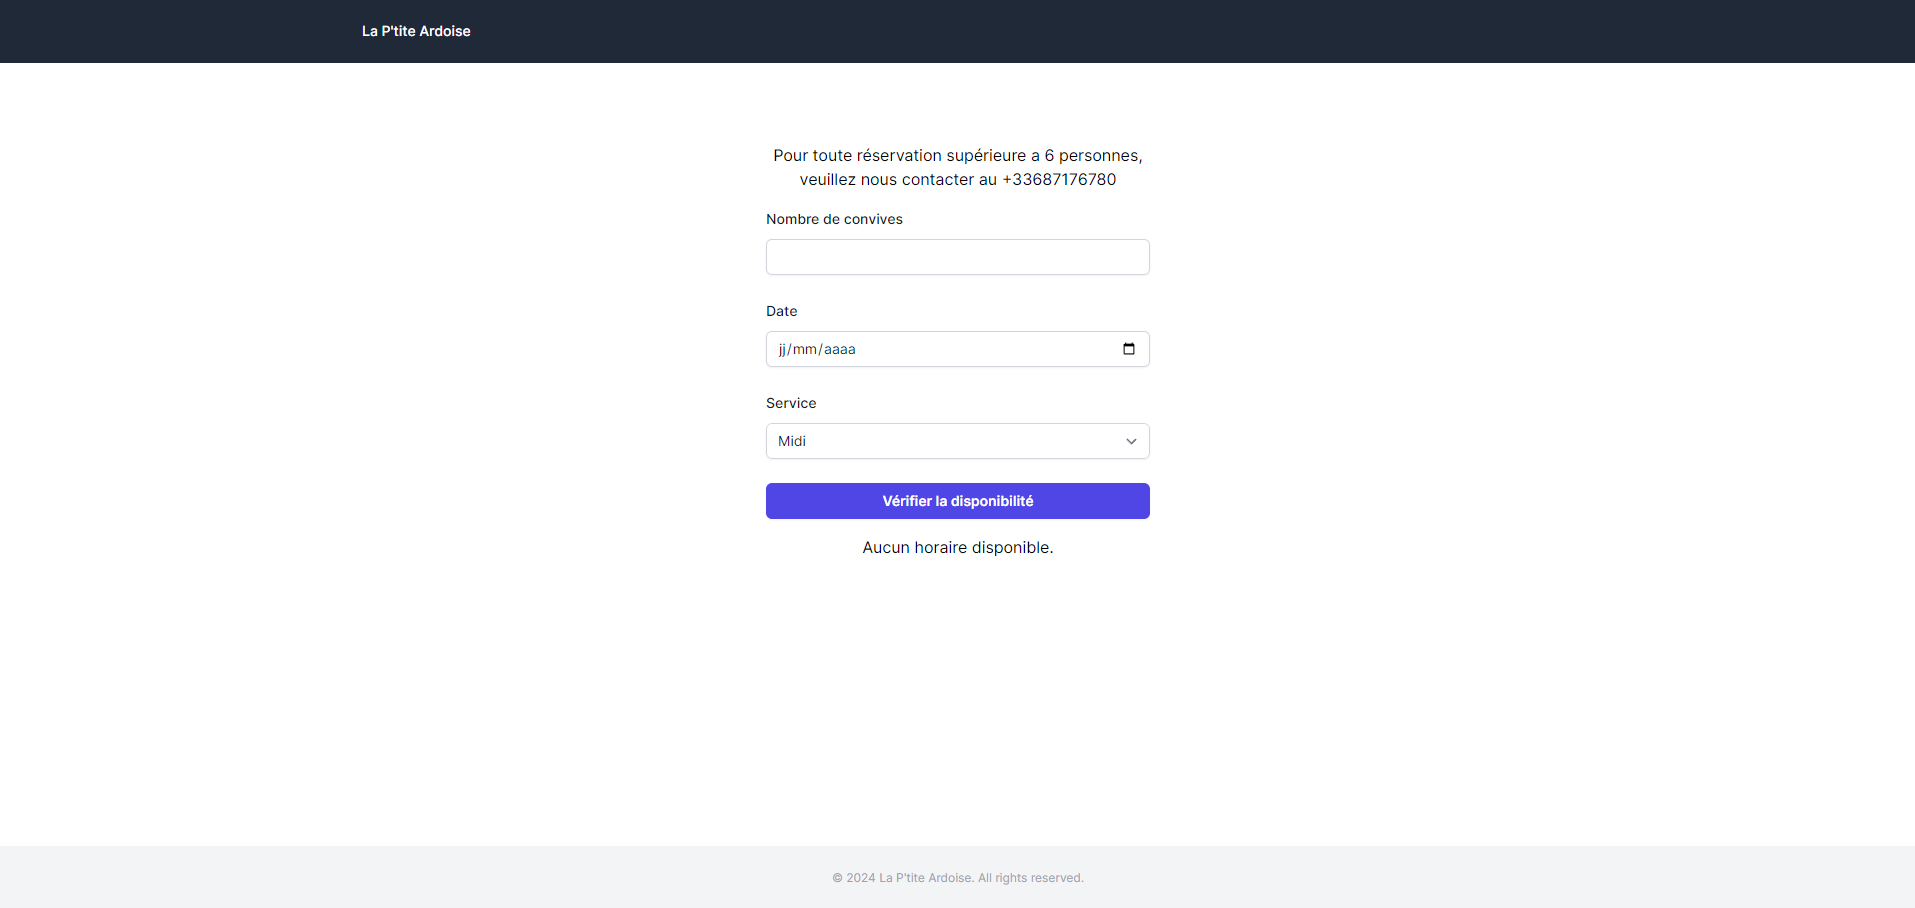 La P'tite Ardoise
Pour toute réservation supérieure a 6 personnes,
veuillez nous contacter au +33687176780
Nombre de convives
Date
jj/mm/aaaa
Service
Midi
Vérifier la disponibilité
Aucun horaire disponible.
© 2024 La P'tite Ardoise. All rights reserved.